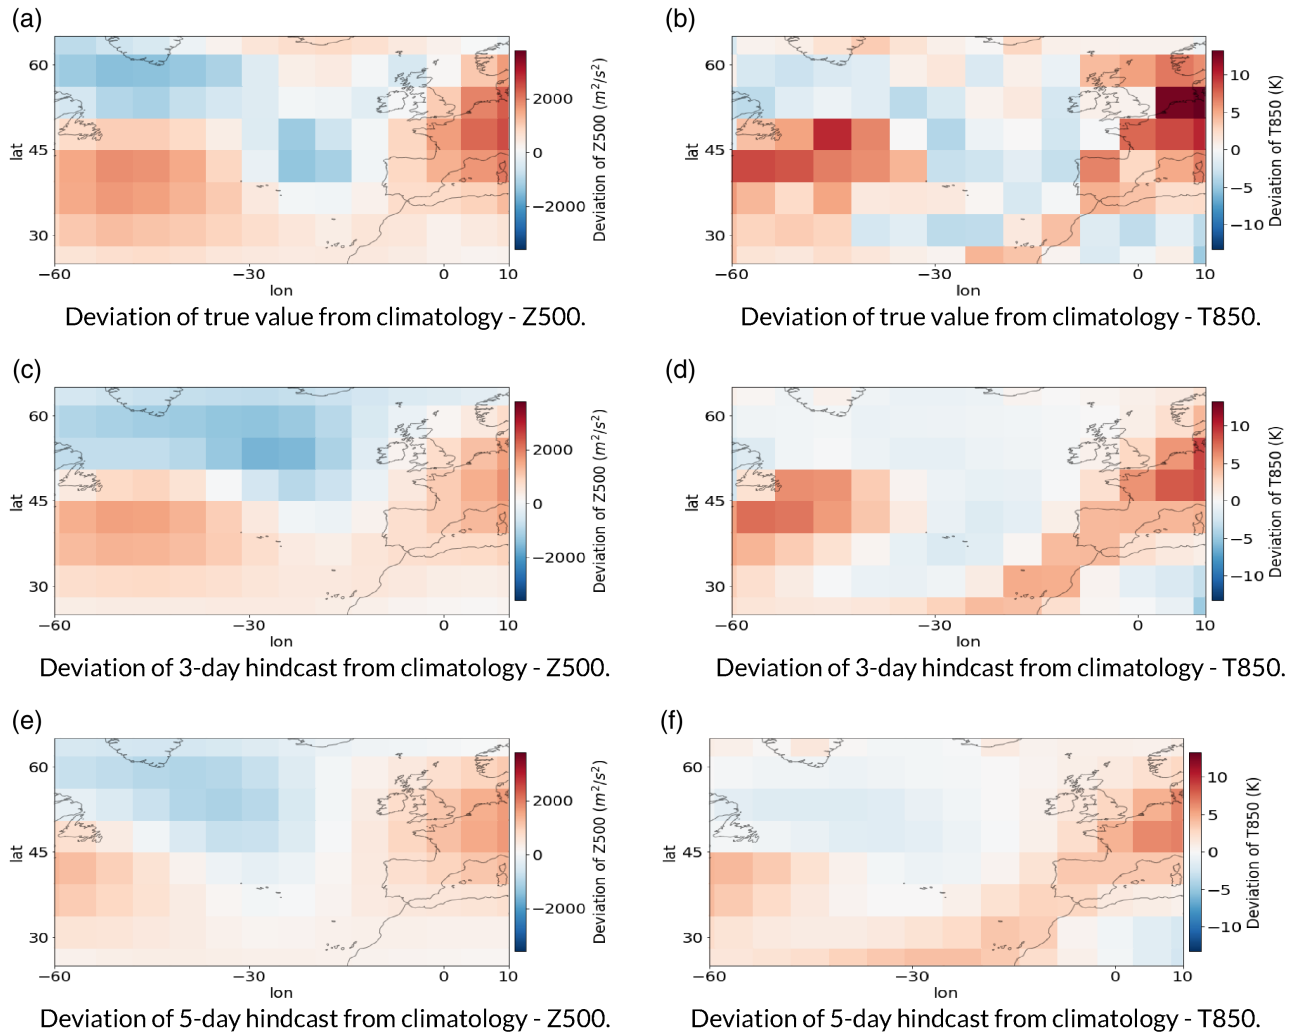 (a)
60
45
30
lat
−60
−30
0
10
lon
2000
0
−2000
Deviation of Z500 (m²/s²)
Deviation of true value from climatology - Z500.
(b)
60
45
30
lat
−60
−30
0
10
lon
10
5
0
−5
−10
Deviation of T850 (K)
Deviation of true value from climatology - T850.
(c)
60
45
30
lat
−60
−30
0
10
lon
2000
0
−2000
Deviation of Z500 (m²/s²)
Deviation of 3-day hindcast from climatology - Z500.
(d)
60
45
30
lat
−60
−30
0
10
lon
10
5
0
−5
−10
Deviation of T850 (K)
Deviation of 3-day hindcast from climatology - T850.
(e)
60
45
30
lat
−60
−30
0
10
lon
2000
0
−2000
Deviation of Z500 (m²/s²)
Deviation of 5-day hindcast from climatology - Z500.
(f)
60
45
30
lat
−60
−30
0
10
lon
10
5
0
−5
−10
Deviation of T850 (K)
Deviation of 5-day hindcast from climatology - T850.